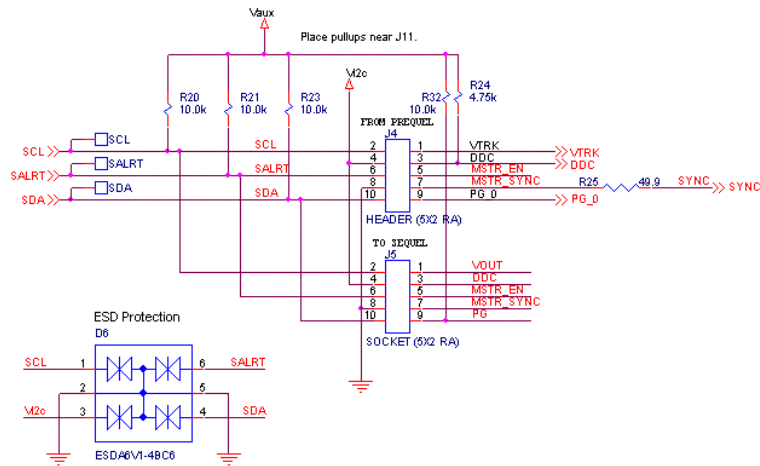 Vaux
Place pullups near J11.
VI2c
R20
10.0k
R21
10.0k
R23
10.0k
R32
10.0k
R24
4.75k
FROM PREQUEL
J4
SCL
SCL
SCL
2
1
VTRK
VTRK
4
3
DDC
DDC
SALRT
SALRT
SALRT
6
5
MSTR_EN
SDA
8
7
MSTR_SYNC
R25
49.9
SYNC
SYNC
SDA
SDA
10
9
PG_0
PG_0
HEADER (5X2 RA)
TO SEQUEL
J5
2
1
VOUT
4
3
DDC
6
5
MSTR_EN
8
7
MSTR_SYNC
10
9
PG
SOCKET (5X2 RA)
ESD Protection
D6
SCL
1
6
SALRT
2
5
VI2c
3
4
SDA
ESDA6V1-4BC6